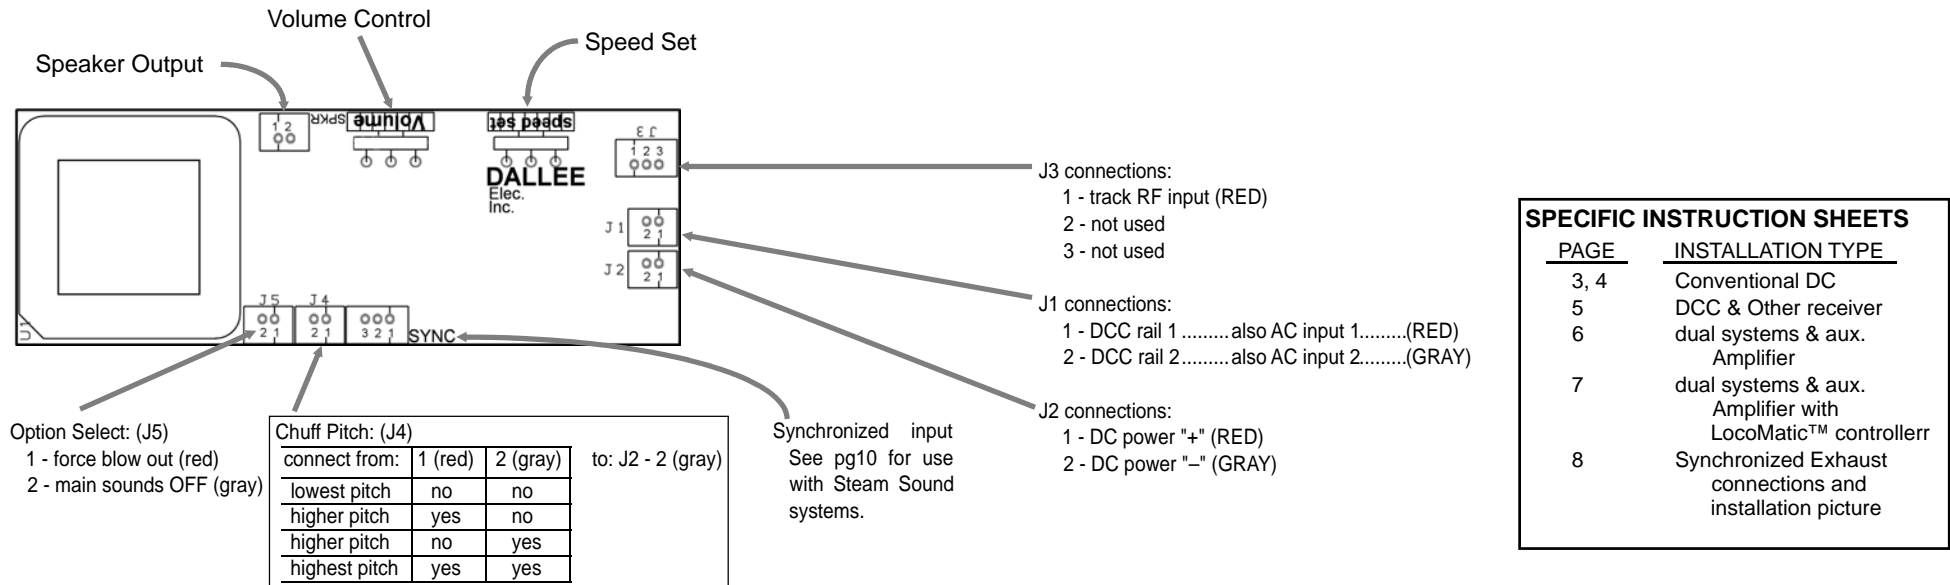 Volume Control
Speed Set
Speaker Output
1 2
SPKR
Volume
speed set
J3
1 2 3
DALLEE
Elec.
Inc.
J1
2 1
J2
2 1
U1
J5
2 1
J4
2 1
3 2 1
SYNC
J3 connections:
1 - track RF input (RED)
2 - not used
3 - not used
J1 connections:
1 - DCC rail 1 ......... also AC input 1.........(RED)
2 - DCC rail 2 ......... also AC input 2.........(GRAY)
J2 connections:
1 - DC power "+" (RED)
2 - DC power "–" (GRAY)
Option Select: (J5)
1 - force blow out (red)
2 - main sounds OFF (gray)
Chuff Pitch: (J4)
connect from: 1 (red) 2 (gray) to: J2 - 2 (gray)
lowest pitch no no
higher pitch yes no
higher pitch no yes
highest pitch yes yes
Synchronized input
See pg10 for use
with Steam Sound
systems.
SPECIFIC INSTRUCTION SHEETS
PAGE INSTALLATION TYPE
3, 4 Conventional DC
5 DCC & Other receiver
6 dual systems & aux.
Amplifier
7 dual systems & aux.
Amplifier with
LocoMatic™ controllerr
8 Synchronized Exhaust
connections and
installation picture